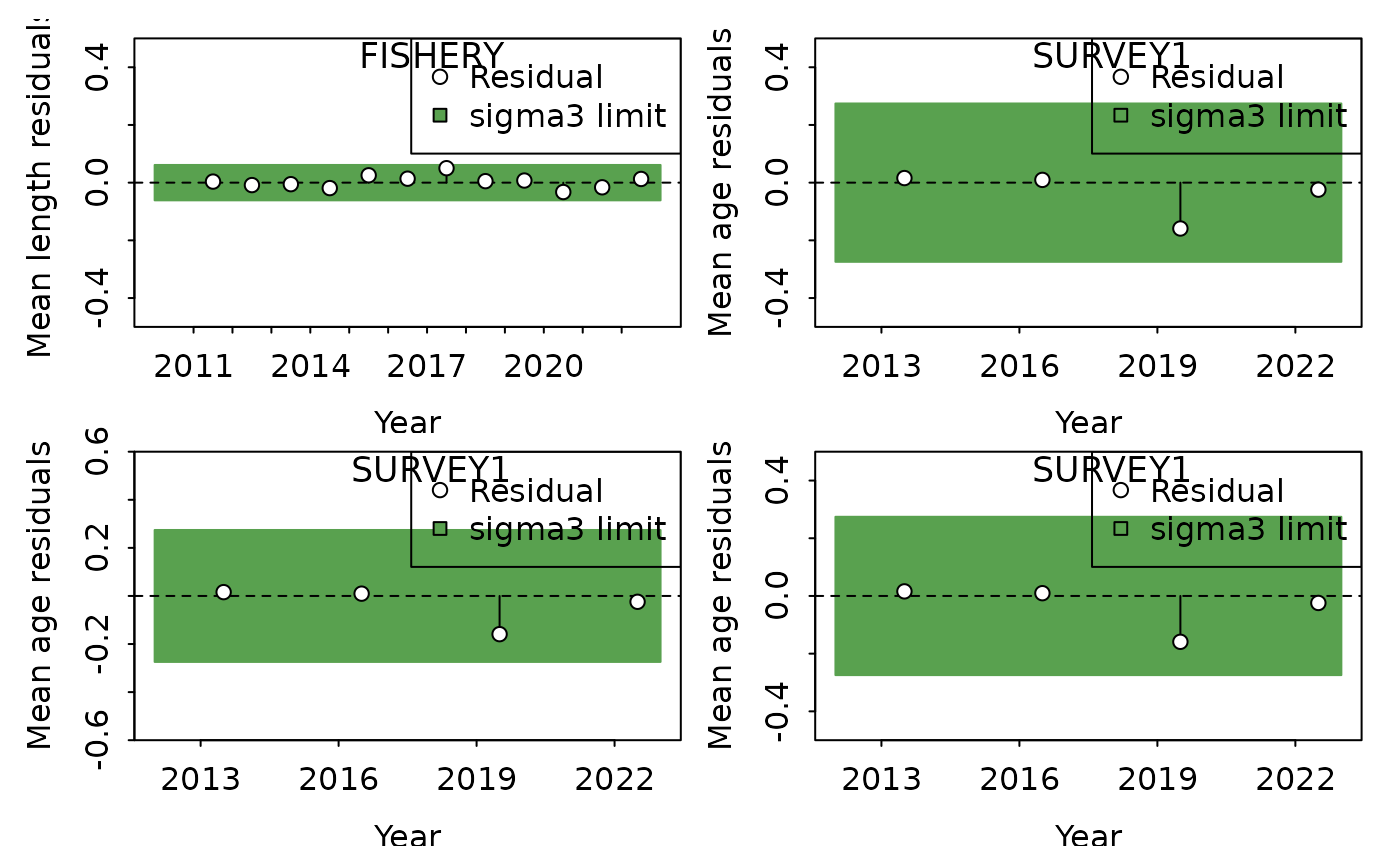 Mean length residuals
0.4
0.0
-0.4
FISHERY
Residual
sigma3 limit
2011 2014 2017 2020
Year
Mean age residuals
0.4
0.0
-0.4
SURVEY1
Residual
sigma3 limit
2013 2016 2019 2022
Year
Mean age residuals
0.6
0.2
-0.2
-0.6
SURVEY1
Residual
sigma3 limit
2013 2016 2019 2022
Year
Mean age residuals
0.4
0.0
-0.4
SURVEY1
Residual
sigma3 limit
2013 2016 2019 2022
Year